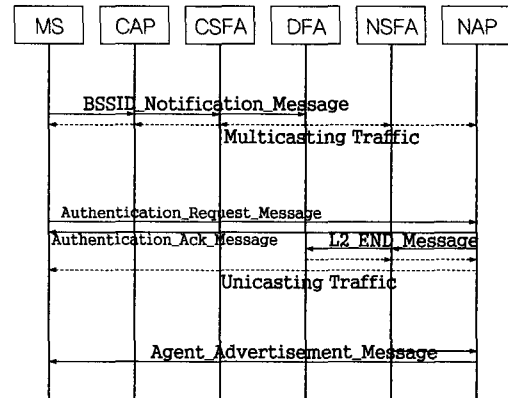 MS CAP CSFA DFA NSFA NAP
BSSID_Notification_Message
Multicasting Traffic
Authentication_Request_Message
Authentication_Ack_Message L2_END_Message
Unicasting Traffic
Agent_Advertisement_Message